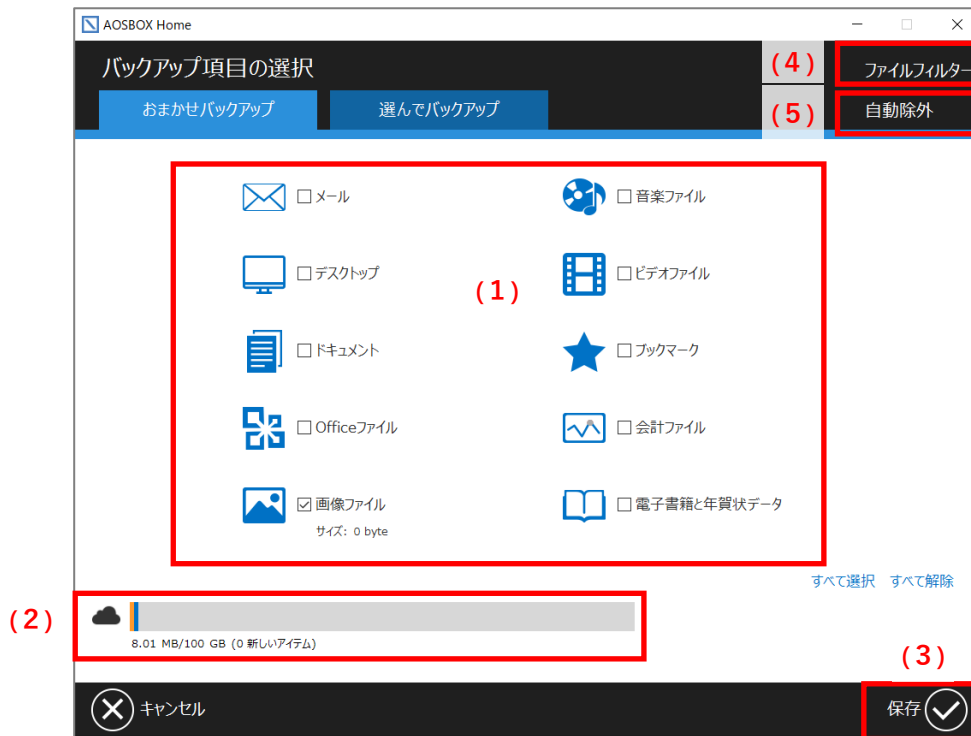 AOSBOX Home
バックアップ項目の選択
(4)
ファイルフィルター
おまかせバックアップ
選んでバックアップ
(5)
自動除外
メール
音楽ファイル
デスクトップ
(1)
ビデオファイル
ドキュメント
ブックマーク
Officeファイル
会計ファイル
画像ファイル
サイズ: 0 byte
電子書籍と年賀状データ
すべて選択 すべて解除
(2)
8.01 MB/100 GB (0 新しいアイテム)
(3)
キャンセル
保存